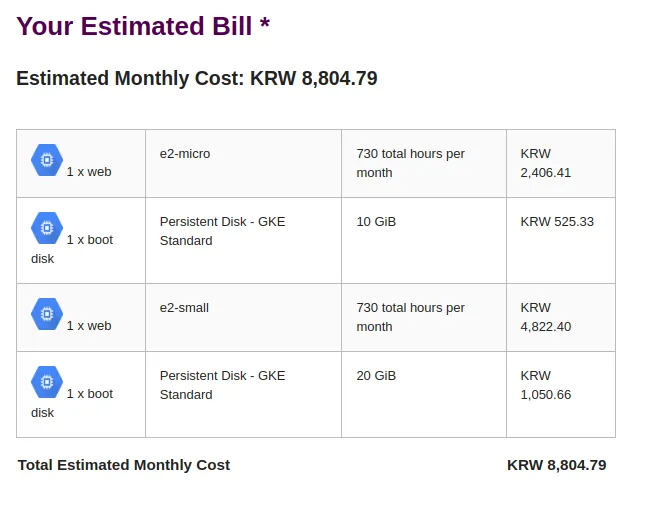 Your Estimated Bill *
Estimated Monthly Cost: KRW 8,804.79
1 x web
e2-micro
730 total hours per
month
KRW
2,406.41
1 x boot
disk
Persistent Disk - GKE
Standard
10 GiB
KRW 525.33
1 x web
e2-small
730 total hours per
month
KRW
4,822.40
1 x boot
disk
Persistent Disk - GKE
Standard
20 GiB
KRW
1,050.66
Total Estimated Monthly Cost
KRW 8,804.79